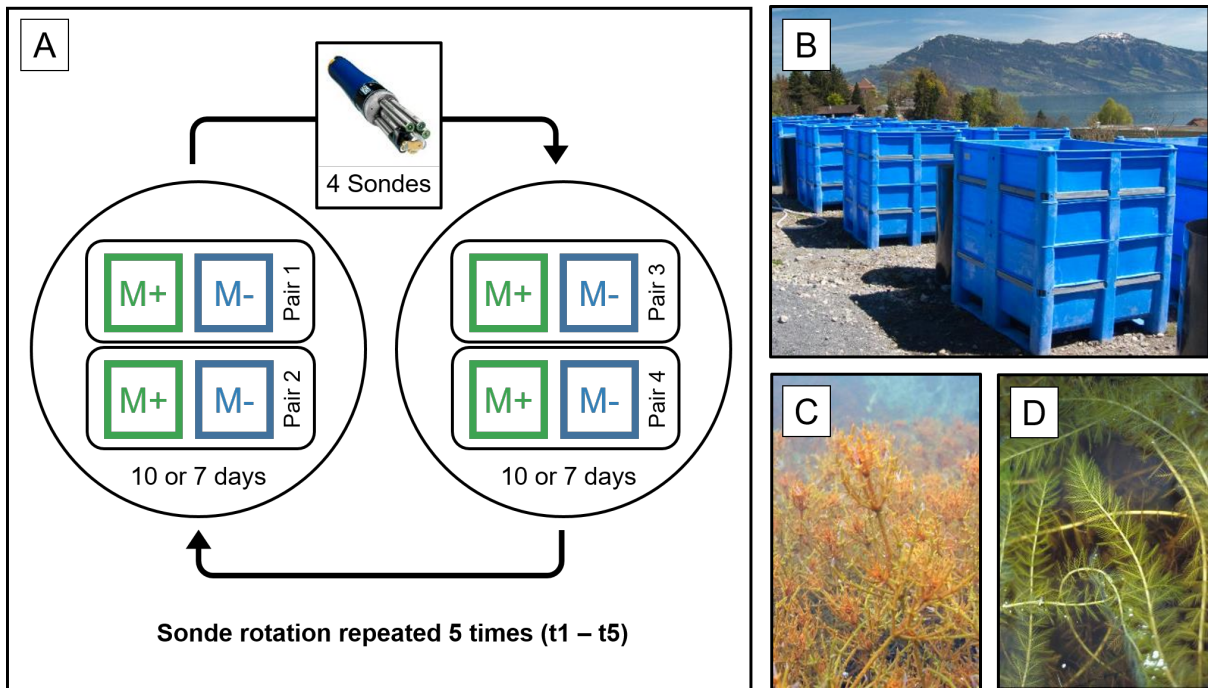 A
4 Sondes
M+ M- Pair 1
M+ M- Pair 2
10 or 7 days
M+ M- Pair 3
M+ M- Pair 4
10 or 7 days
Sonde rotation repeated 5 times (t1 – t5)
B
C
D